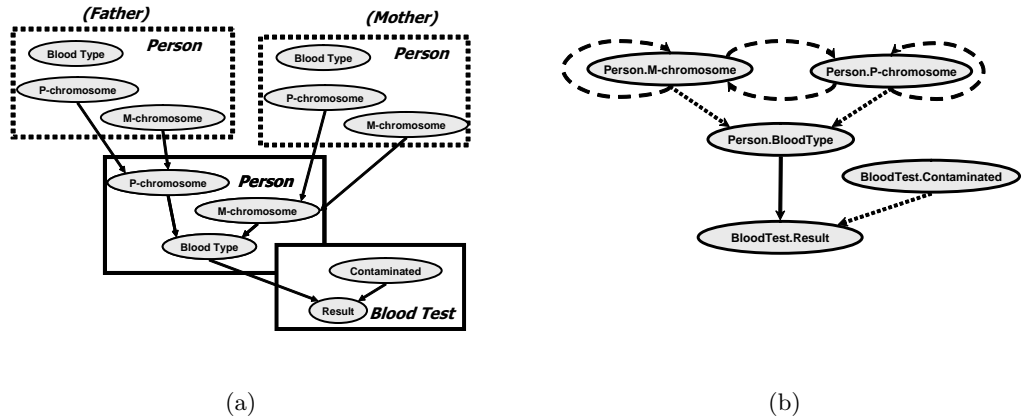 (Father)
Person
Blood Type
P-chromosome
M-chromosome
(Mother)
Person
Blood Type
P-chromosome
M-chromosome
P-chromosome
Person
M-chromosome
Blood Type
Contaminated
Result
Blood Test
(a)
Person.M-chromosome
Person.P-chromosome
Person.BloodType
BloodTest.Contaminated
BloodTest.Result
(b)